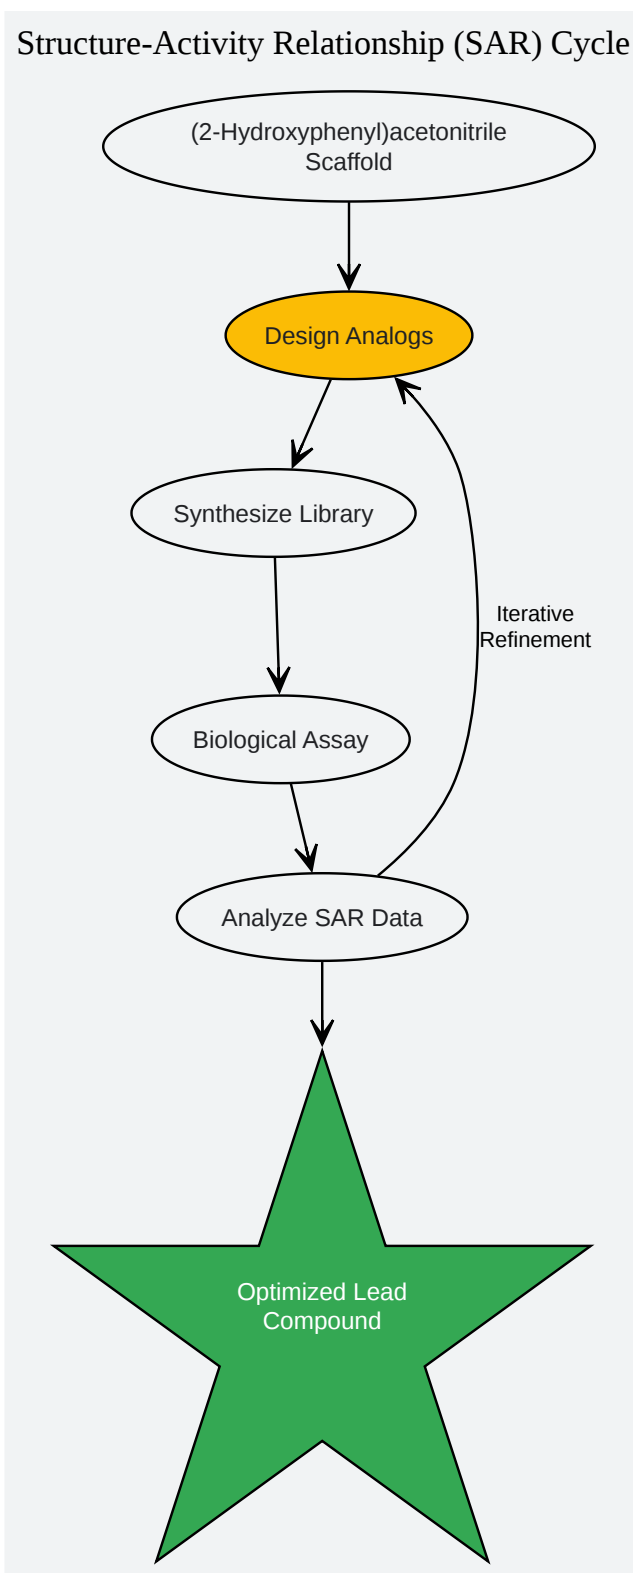 Structure-Activity Relationship (SAR) Cycle
(2-Hydroxyphenyl)acetonitrile
Scaffold
Design Analogs
Synthesize Library
Iterative
Refinement
Biological Assay
Analyze SAR Data
Optimized Lead
Compound